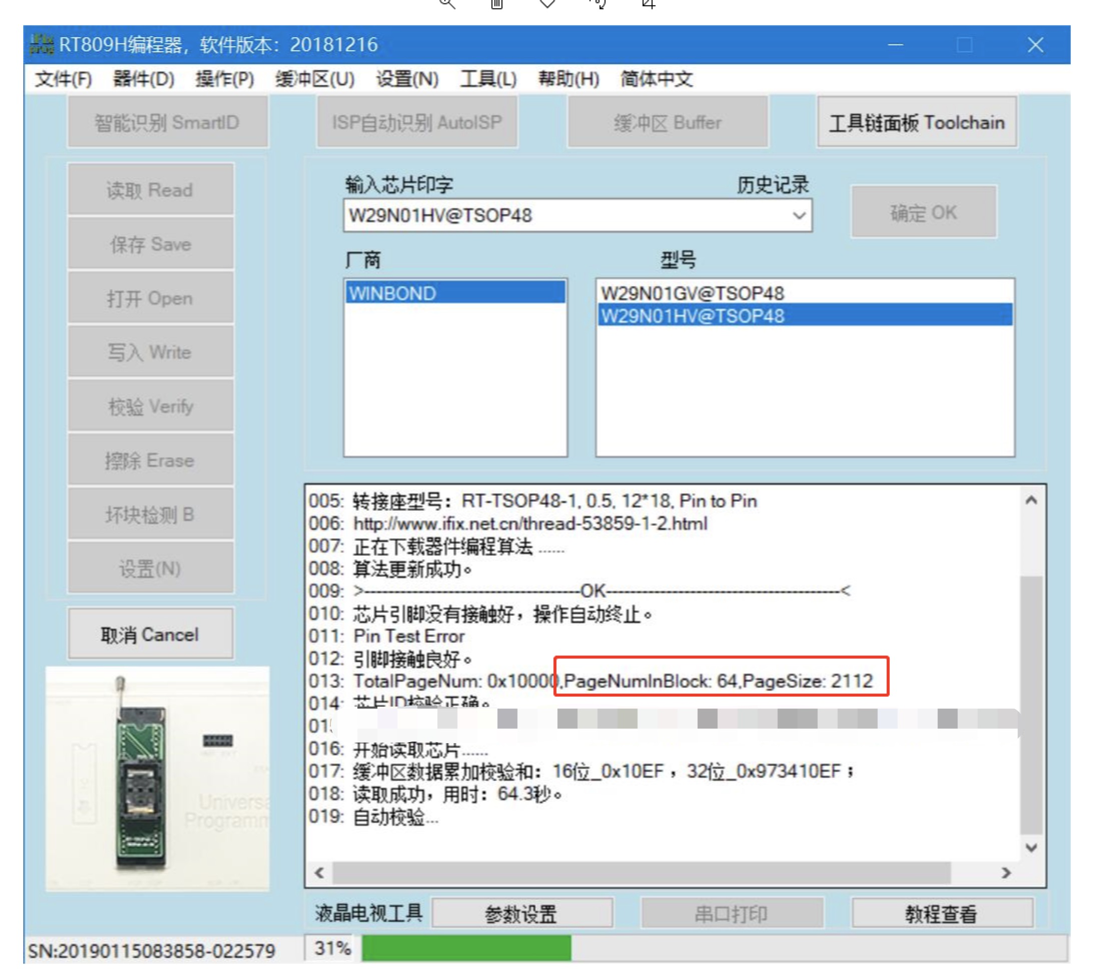 RT809H编程器，软件版本：20181216
文件(F) 器件(D) 操作(P) 缓冲区(U) 设置(N) 工具(L) 帮助(H) 简体中文
智能识别 SmartID ISP自动识别 AutoISP 缓冲区 Buffer 工具链面板 Toolchain
读取 Read
保存 Save
打开 Open
写入 Write
校验 Verify
擦除 Erase
坏块检测 B
设置(N)
取消 Cancel
输入芯片印字 历史记录
W29N01HV@TSOP48
确定 OK
厂商 型号
WINBOND
W29N01GV@TSOP48
W29N01HV@TSOP48
005: 转接座型号：RT-TSOP48-1, 0.5, 12*18, Pin to Pin
006: http://www.ifix.net.cn/thread-53859-1-2.html
007: 正在下载器件编程算法 ......
008: 算法更新成功。
009: >------------------------------------OK---------------------------------------<
010: 芯片引脚没有接触好，操作自动终止。
011: Pin Test Error
012: 引脚接触良好。
013: TotalPageNum: 0x10000,PageNumInBlock: 64,PageSize: 2112
014: 芯片ID校验正确。
016: 开始读取芯片......
017: 缓冲区数据累加校验和：16位_0x10EF，32位_0x973410EF；
018: 读取成功，用时：64.3秒。
019: 自动校验...
Universa
Programm
液晶电视工具 参数设置 串口打印 教程查看
SN:20190115083858-022579 31%